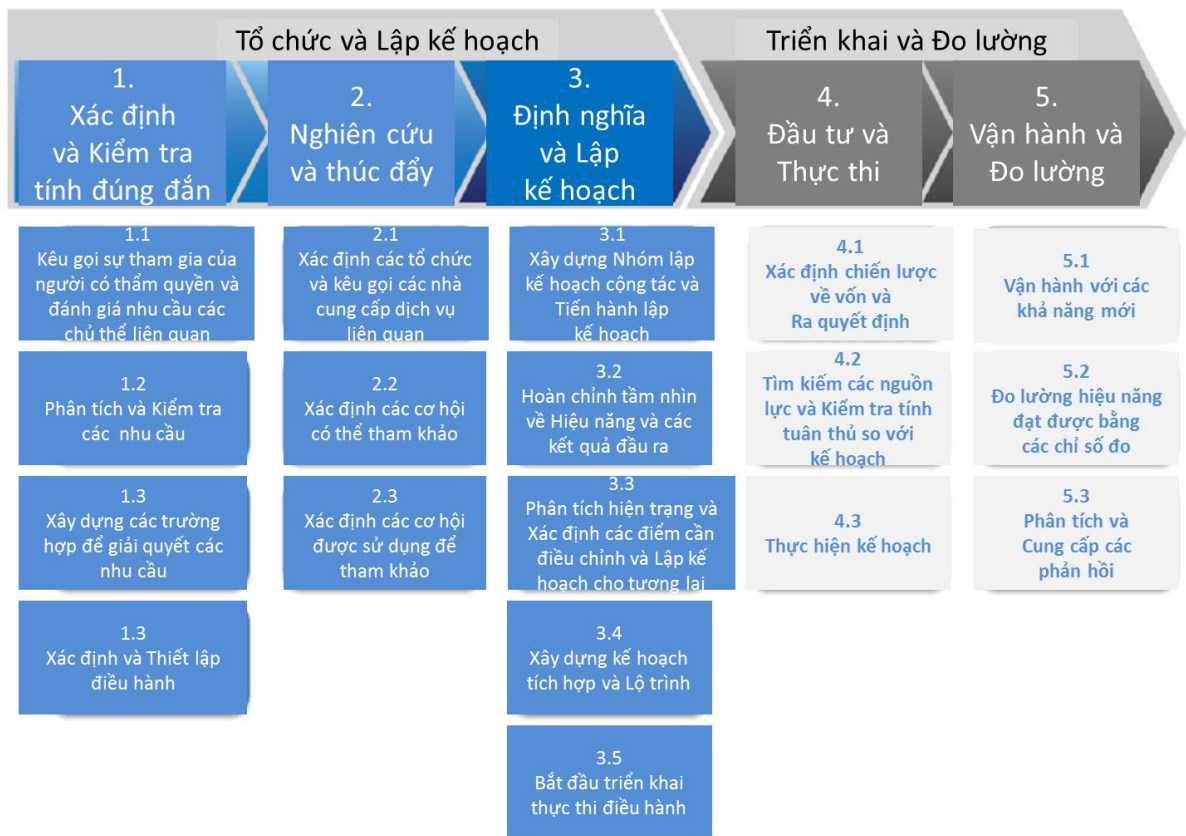 Tổ chức và Lập kế hoạch
Triển khai và Đo lường
1.
Xác định
và Kiểm tra
tính đúng đắn
2.
Nghiên cứu
và thúc đẩy
3.
Định nghĩa
và Lập
kế hoạch
4.
Đầu tư và
Thực thi
5.
Vận hành và
Đo lường
1.1
Kêu gọi sự tham gia của
người có thẩm quyền và
đánh giá nhu cầu các
chủ thể liên quan
1.2
Phân tích và Kiểm tra
các nhu cầu
1.3
Xây dựng các trường
hợp để giải quyết các
nhu cầu
1.3
Xác định và Thiết lập
điều hành
2.1
Xác định các tổ chức
và kêu gọi các nhà
cung cấp dịch vụ
liên quan
2.2
Xác định các cơ hội
có thể tham khảo
2.3
Xác định các cơ hội
được sử dụng để
tham khảo
3.1
Xây dựng Nhóm lập
kế hoạch cộng tác và
Tiến hành lập
kế hoạch
3.2
Hoàn chỉnh tầm nhìn
về Hiệu năng và các
kết quả đầu ra
3.3
Phân tích hiện trạng và
Xác định các điểm cần
điều chỉnh và Lập kế
hoạch cho tương lai
3.4
Xây dựng kế hoạch
tích hợp và Lộ trình
3.5
Bắt đầu triển khai
thực thi điều hành
4.1
Xác định chiến lược
về vốn và
Ra quyết định
4.2
Tìm kiếm các nguồn
lực và Kiểm tra tính
tuân thủ so với
kế hoạch
4.3
Thực hiện kế hoạch
5.1
Vận hành với các
khả năng mới
5.2
Đo lường hiệu năng
đạt được bằng
các chỉ số đo
5.3
Phân tích và
Cung cấp các
phản hồi